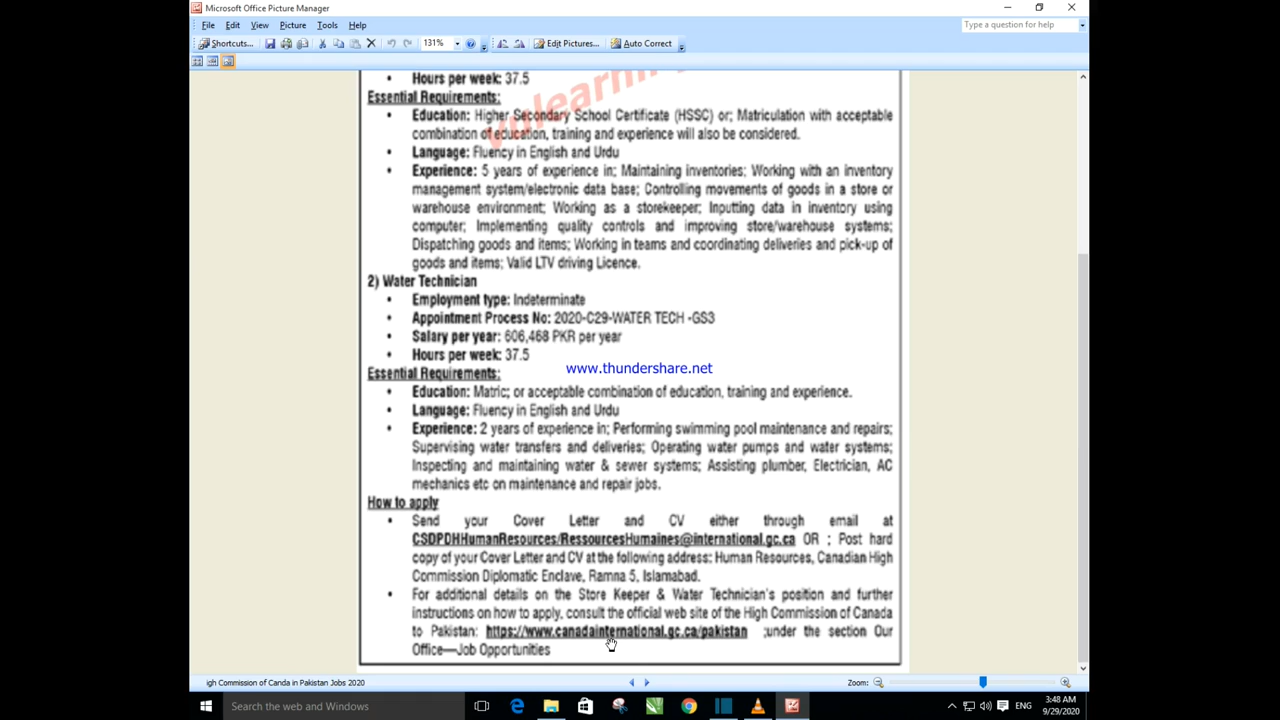 Microsoft Office Picture Manager
File Edit View Picture Tools Help
Type a question for help
Shortcuts... 131% Edit Pictures... Auto Correct
Hours per week: 37.5
Essential Requirements:
• Education: Higher Secondary School Certificate (HSSC) or; Matriculation with acceptable
combination of education, training and experience will also be considered.
• Language: Fluency in English and Urdu
• Experience: 5 years of experience in; Maintaining inventories; Working with an inventory
management system/electronic data base; Controlling movements of goods in a store or
warehouse environment; Working as a storekeeper; Inputting data in inventory using
computer; Implementing quality controls and improving store/warehouse systems;
Dispatching goods and items; Working in teams and coordinating deliveries and pick-up of
goods and items; Valid LTV driving Licence.
2) Water Technician
• Employment type: Indeterminate
• Appointment Process No: 2020-C29-WATER TECH -GS3
• Salary per year: 606,468 PKR per year
• Hours per week: 37.5
www.thundershare.net
Essential Requirements:
• Education: Matric; or acceptable combination of education, training and experience.
• Language: Fluency in English and Urdu
• Experience: 2 years of experience in; Performing swimming pool maintenance and repairs;
Supervising water transfers and deliveries; Operating water pumps and water systems;
Inspecting and maintaining water & sewer systems; Assisting plumber, Electrician, AC
mechanics etc on maintenance and repair jobs.
How to apply
• Send your Cover Letter and CV either through email at
CSDPDHHumanResources/RessourcesHumaines@international.gc.ca OR ; Post hard
copy of your Cover Letter and CV at the following address: Human Resources, Canadian High
Commission Diplomatic Enclave, Ramna 5, Islamabad.
• For additional details on the Store Keeper & Water Technician's position and further
instructions on how to apply, consult the official web site of the High Commission of Canada
to Pakistan: https://www.canadainternational.gc.ca/pakistan ;under the section Our
Office—Job Opportunities
igh Commission of Canda in Pakistan Jobs 2020
Zoom:
Search the web and Windows
ENG
3:48 AM
9/29/2020